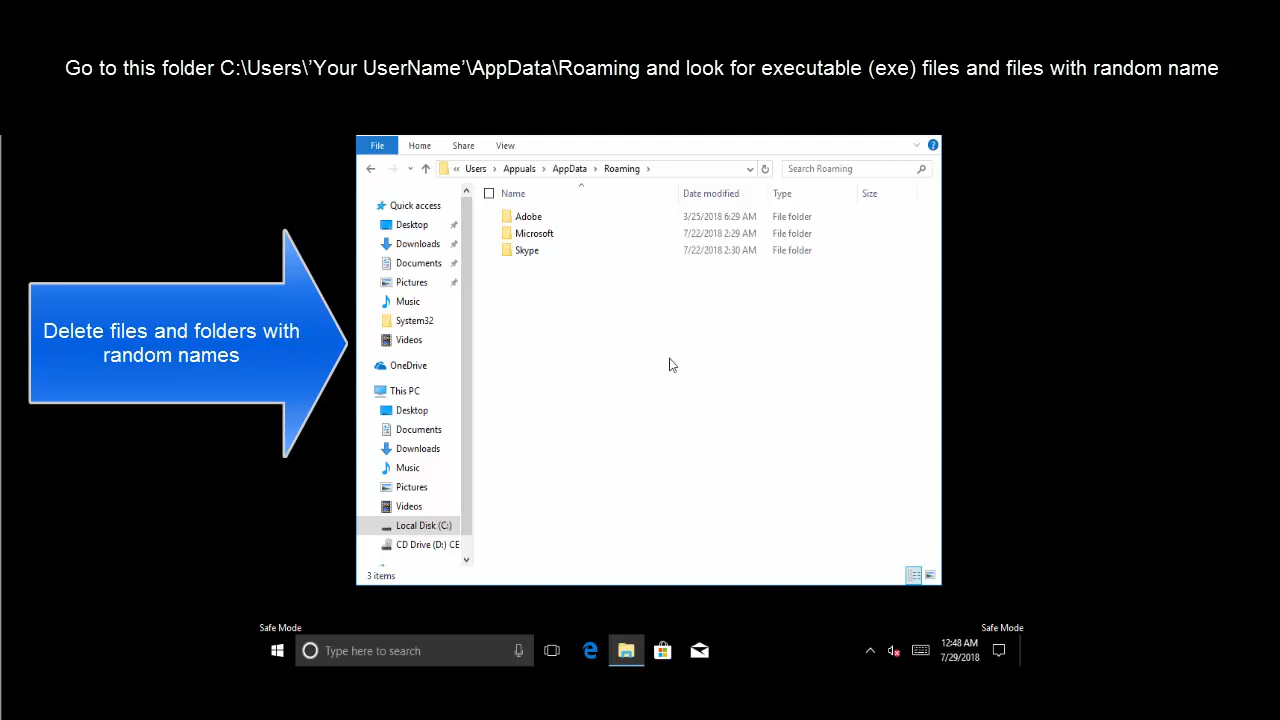 Go to this folder C:\Users\'Your UserName'\AppData\Roaming and look for executable (exe) files and files with random name
File Home Share View
« Users › Appuals › AppData › Roaming › Search Roaming
Name Date modified Type Size
Quick access
Desktop
Downloads
Documents
Pictures
Music
System32
Videos
OneDrive
This PC
Desktop
Documents
Downloads
Music
Pictures
Videos
Local Disk (C:)
CD Drive (D:) CE
Adobe 3/25/2018 6:29 AM File folder
Microsoft 7/22/2018 2:29 AM File folder
Skype 7/22/2018 2:30 AM File folder
Delete files and folders with
random names
3 items
Safe Mode Safe Mode
Type here to search
12:48 AM
7/29/2018